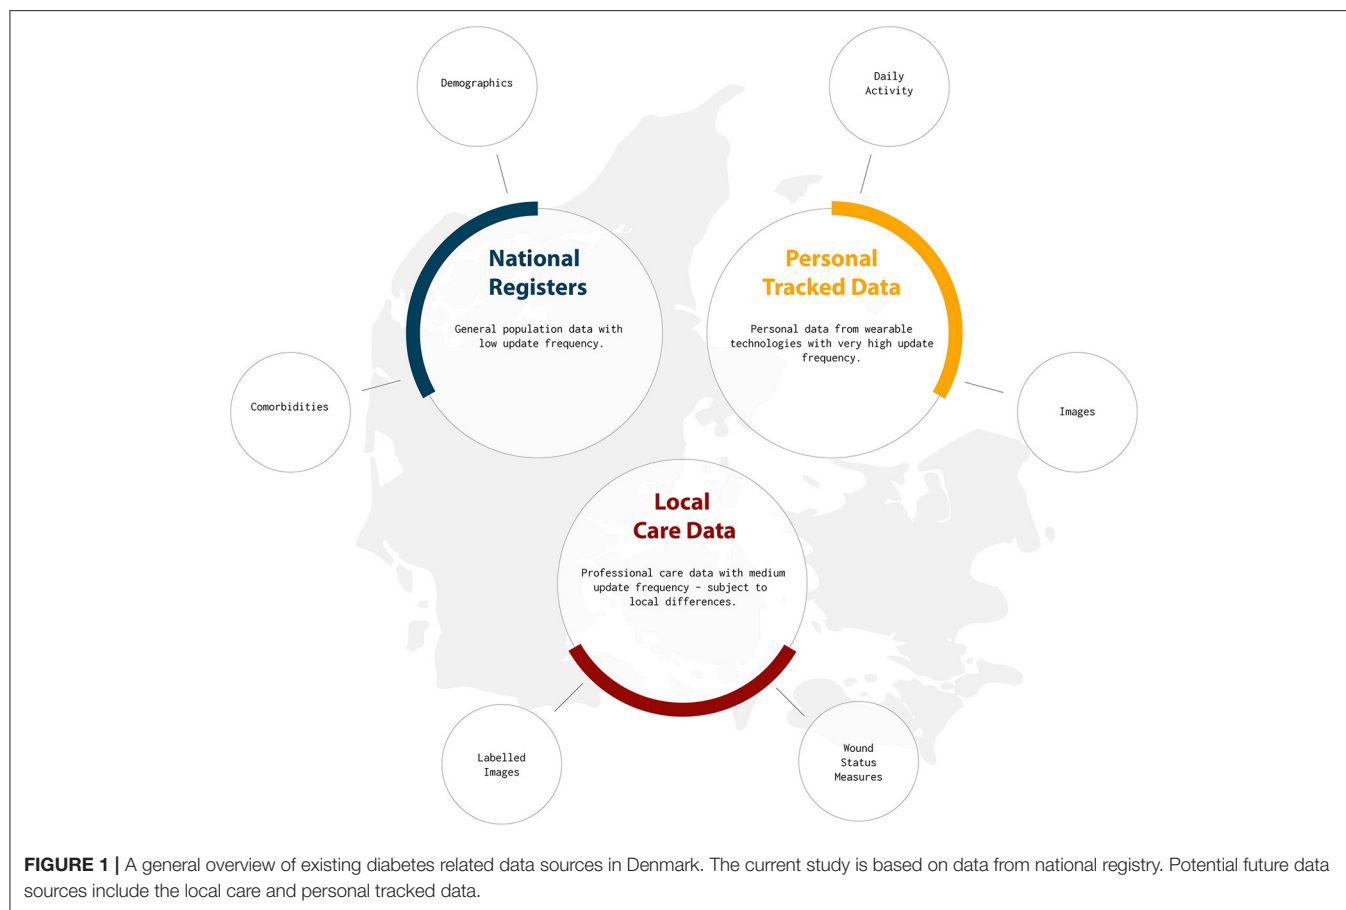 Demographics
Daily
Activity
National
Registers
General population data with
low update frequency.
Personal
Tracked Data
Personal data from wearable
technologies with very high update
frequency.
Comorbidities
Images
Local
Care Data
Professional care data with medium
update frequency – subject to
local differences.
Labelled
Images
Wound
Status
Measures
FIGURE 1 | A general overview of existing diabetes related data sources in Denmark. The current study is based on data from national registry. Potential future data
sources include the local care and personal tracked data.